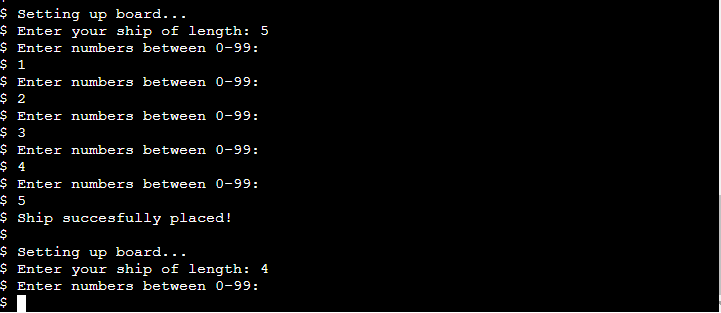 $ Setting up board...
$ Enter your ship of length: 5
$ Enter numbers between 0-99:
$ 1
$ Enter numbers between 0-99:
$ 2
$ Enter numbers between 0-99:
$ 3
$ Enter numbers between 0-99:
$ 4
$ Enter numbers between 0-99:
$ 5
$ Ship succesfully placed!
$
$ Setting up board...
$ Enter your ship of length: 4
$ Enter numbers between 0-99:
$